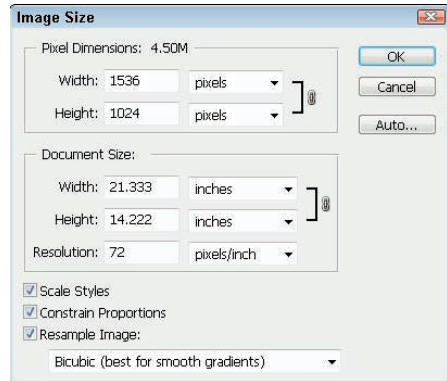 Image Size
Pixel Dimensions: 4.50M
Width: 1536 pixels
Height: 1024 pixels
OK
Cancel
Auto...
Document Size:
Width: 21.333 inches
Height: 14.222 inches
Resolution: 72 pixels/inch
Scale Styles
Constrain Proportions
Resample Image:
Bicubic (best for smooth gradients)